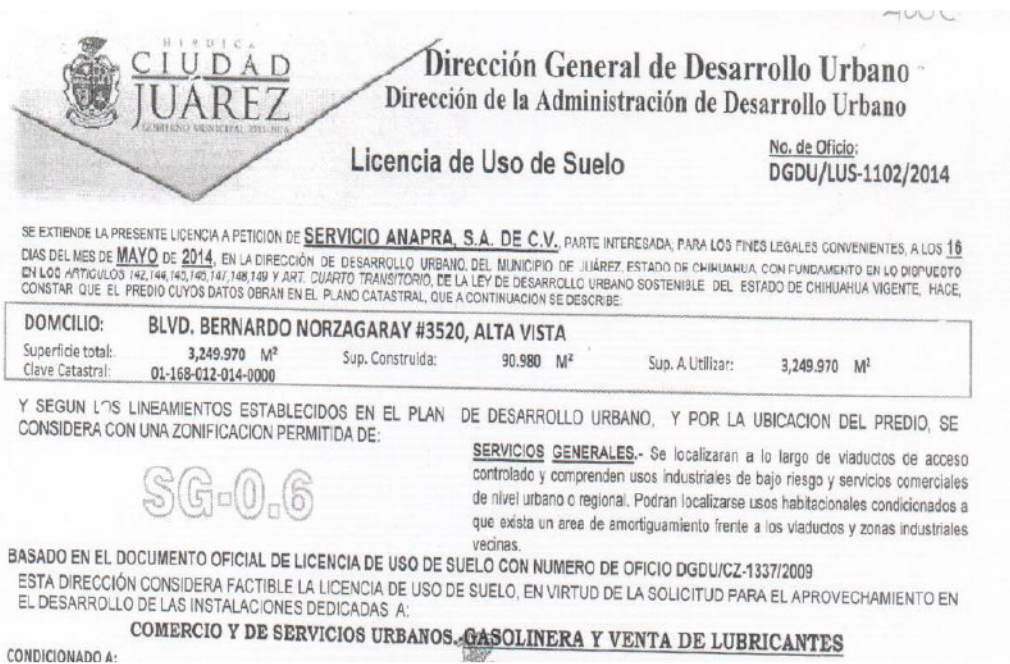 HEROICA
CIUDAD
JUÁREZ
GOBIERNO MUNICIPAL
Dirección General de Desarrollo Urbano
Dirección de la Administración de Desarrollo Urbano
Licencia de Uso de Suelo
No. de Oficio:
DGDU/LUS-1102/2014
SE EXTIENDE LA PRESENTE LICENCIA A PETICION DE SERVICIO ANAPRA, S.A. DE C.V., PARTE INTERESADA, PARA LOS FINES LEGALES CONVENIENTES, A LOS 16
DIAS DEL MES DE MAYO DE 2014, EN LA DIRECCIÓN DE DESARROLLO URBANO, DEL MUNICIPIO DE JUÁREZ, ESTADO DE CHIHUAHUA, CON FUNDAMENTO EN LO DISPUESTO
EN LOS ARTICULOS 142,144,145,146,147,148,149 Y ART. CUARTO TRANSITORIO, DE LA LEY DE DESARROLLO URBANO SOSTENIBLE DEL ESTADO DE CHIHUAHUA VIGENTE, HACE,
CONSTAR QUE EL PREDIO CUYOS DATOS OBRAN EN EL PLANO CATASTRAL, QUE A CONTINUACION SE DESCRIBE:
DOMCILIO: BLVD. BERNARDO NORZAGARAY #3520, ALTA VISTA
Superficie total: 3,249.970 M² Sup. Construida: 90.980 M² Sup. A Utilizar: 3,249.970 M²
Clave Catastral: 01-168-012-014-0000
Y SEGUN LOS LINEAMIENTOS ESTABLECIDOS EN EL PLAN DE DESARROLLO URBANO, Y POR LA UBICACION DEL PREDIO, SE
CONSIDERA CON UNA ZONIFICACION PERMITIDA DE:
SG-0.6
SERVICIOS GENERALES.- Se localizaran a lo largo de viaductos de acceso
controlado y comprenden usos industriales de bajo riesgo y servicios comerciales
de nivel urbano o regional. Podran localizarse usos habitacionales condicionados a
que exista un area de amortiguamiento frente a los viaductos y zonas industriales
vecinas.
BASADO EN EL DOCUMENTO OFICIAL DE LICENCIA DE USO DE SUELO CON NUMERO DE OFICIO DGDU/CZ-1337/2009
ESTA DIRECCIÓN CONSIDERA FACTIBLE LA LICENCIA DE USO DE SUELO, EN VIRTUD DE LA SOLICITUD PARA EL APROVECHAMIENTO EN
EL DESARROLLO DE LAS INSTALACIONES DEDICADAS A:
COMERCIO Y DE SERVICIOS URBANOS.-GASOLINERA Y VENTA DE LUBRICANTES
CONDICIONADO A: